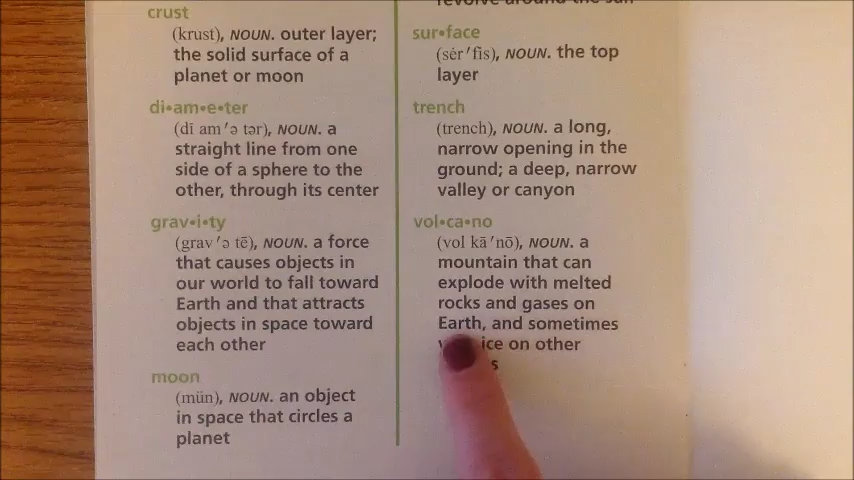 crust
(krust), NOUN. outer layer;
the solid surface of a
planet or moon
di•am•e•ter
(dī am′ə tər), NOUN. a
straight line from one
side of a sphere to the
other, through its center
grav•i•ty
(grav′ə tē), NOUN. a force
that causes objects in
our world to fall toward
Earth and that attracts
objects in space toward
each other
moon
(mün), NOUN. an object
in space that circles a
planet
revolve around the sun
sur•face
(sėr′fis), NOUN. the top
layer
trench
(trench), NOUN. a long,
narrow opening in the
ground; a deep, narrow
valley or canyon
vol•ca•no
(vol kā′nō), NOUN. a
mountain that can
explode with melted
rocks and gases on
Earth, and sometimes
ice on other